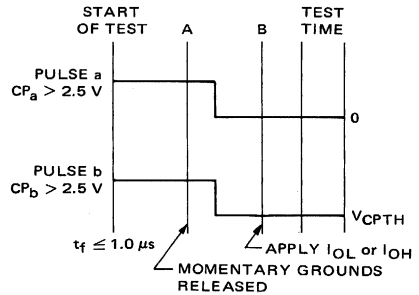 START
OF TEST
A
B
TEST
TIME
PULSE a
CPa > 2.5 V
0
PULSE b
CPb > 2.5 V
VCPTH
tf ≤ 1.0 μs
APPLY IOL or IOH
MOMENTARY GROUNDS
RELEASED